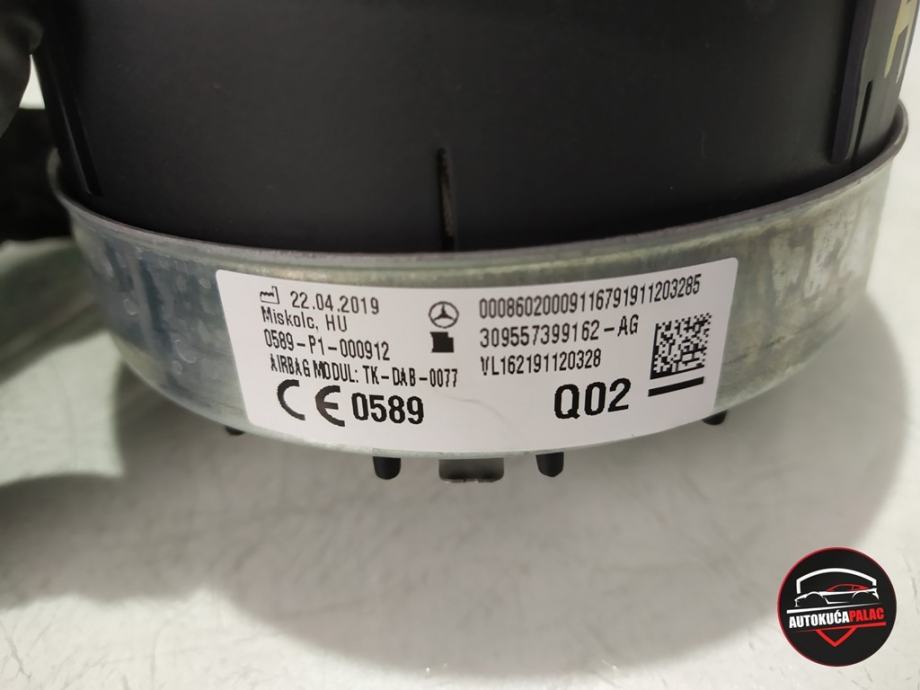 22.04.2019
Miskolc, HU
0589-P1-000912
AIRBAG MODUL: TK-DAB-0077
CE 0589
00086020009116791911203285
309557399162-AG
VL162191120328
Q02
AUTOKUĆAPALAC